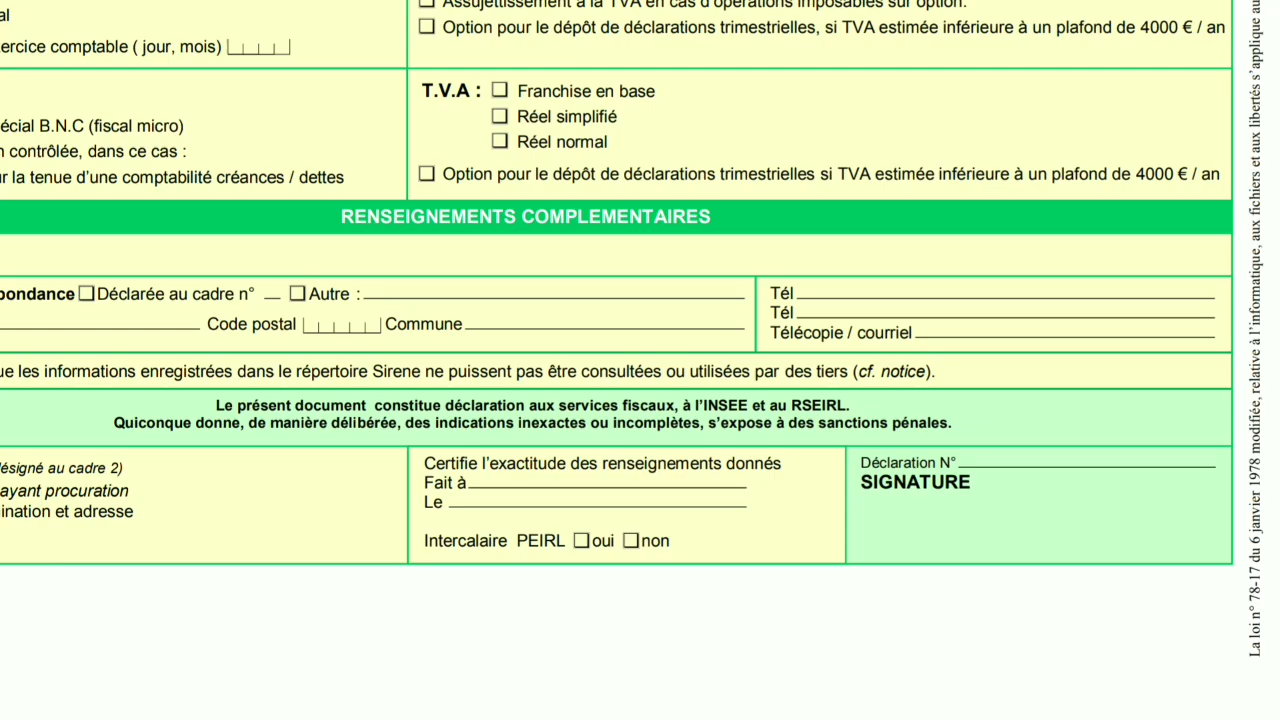 Assujettissement à la TVA en cas d'opérations imposables sur option.
al
Option pour le dépôt de déclarations trimestrielles, si TVA estimée inférieure à un plafond de 4000 € / an
ercice comptable ( jour, mois)
T.V.A : Franchise en base
Réel simplifié
Réel normal
écial B.N.C (fiscal micro)
n contrôlée, dans ce cas :
ur la tenue d'une comptabilité créances / dettes
Option pour le dépôt de déclarations trimestrielles si TVA estimée inférieure à un plafond de 4000 € / an
RENSEIGNEMENTS COMPLEMENTAIRES
pondance Déclarée au cadre n° Autre :
Code postal Commune
Tél
Tél
Télécopie / courriel
ue les informations enregistrées dans le répertoire Sirene ne puissent pas être consultées ou utilisées par des tiers (cf. notice).
Le présent document constitue déclaration aux services fiscaux, à l'INSEE et au RSEIRL.
Quiconque donne, de manière délibérée, des indications inexactes ou incomplètes, s'expose à des sanctions pénales.
ésigné au cadre 2)
ayant procuration
ination et adresse
Certifie l'exactitude des renseignements donnés
Fait à
Le
Intercalaire PEIRL oui non
Déclaration N°
SIGNATURE
La loi n° 78-17 du 6 janvier 1978 modifiée, relative à l'informatique, aux fichiers et aux libertés s'applique au